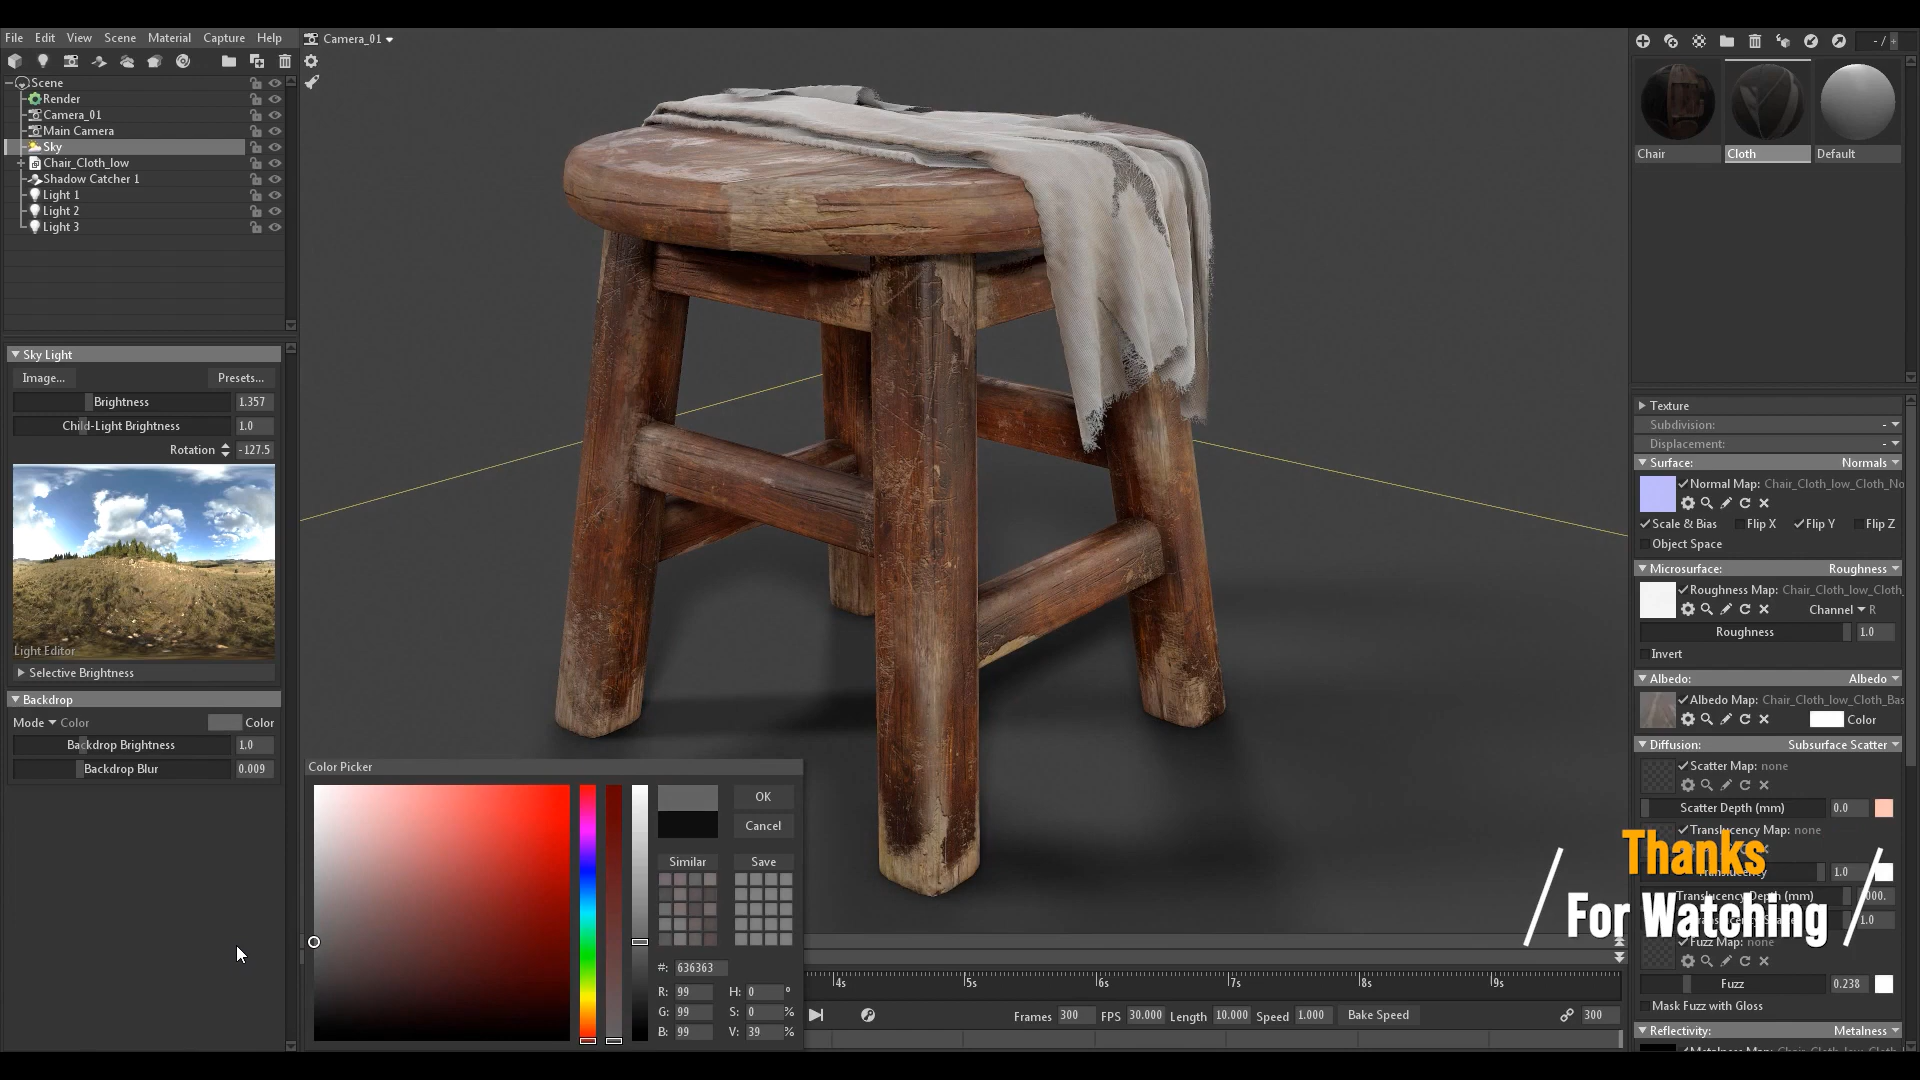 File Edit View Scene Material Capture Help
Camera_01
- /
Scene
Render
Camera_01
Main Camera
Sky
Chair_Cloth_low
Shadow Catcher 1
Light 1
Light 2
Light 3
Chair Cloth Default
Sky Light
Image... Presets...
Brightness 1.357
Child-Light Brightness 1.0
Rotation -127.5
Light Editor
Selective Brightness
Backdrop
Mode Color Color
Backdrop Brightness 1.0
Backdrop Blur 0.009
Color Picker
OK
Cancel
Similar Save
#: 636363
R: 99 H: 0 °
G: 99 S: 0 %
B: 99 V: 39 %
4s 5s 6s 7s 8s 9s
Frames 300 FPS 30.000 Length 10.000 Speed 1.000 Bake Speed 300
Texture
Subdivision: -
Displacement: -
Surface: Normals
Normal Map: Chair_Cloth_low_Cloth_No
Scale & Bias Flip X Flip Y Flip Z
Object Space
Microsurface: Roughness
Roughness Map: Chair_Cloth_low_Cloth_
Channel R
Roughness 1.0
Invert
Albedo: Albedo
Albedo Map: Chair_Cloth_low_Cloth_Bas
Color
Diffusion: Subsurface Scatter
Scatter Map: none
Scatter Depth (mm) 0.0
Translucency Map: none
Translucency 1.0
Translucency Depth (mm)
1.0
Fuzz Map: none
Fuzz 0.238
Mask Fuzz with Gloss
Reflectivity: Metalness
Thanks
For Watching